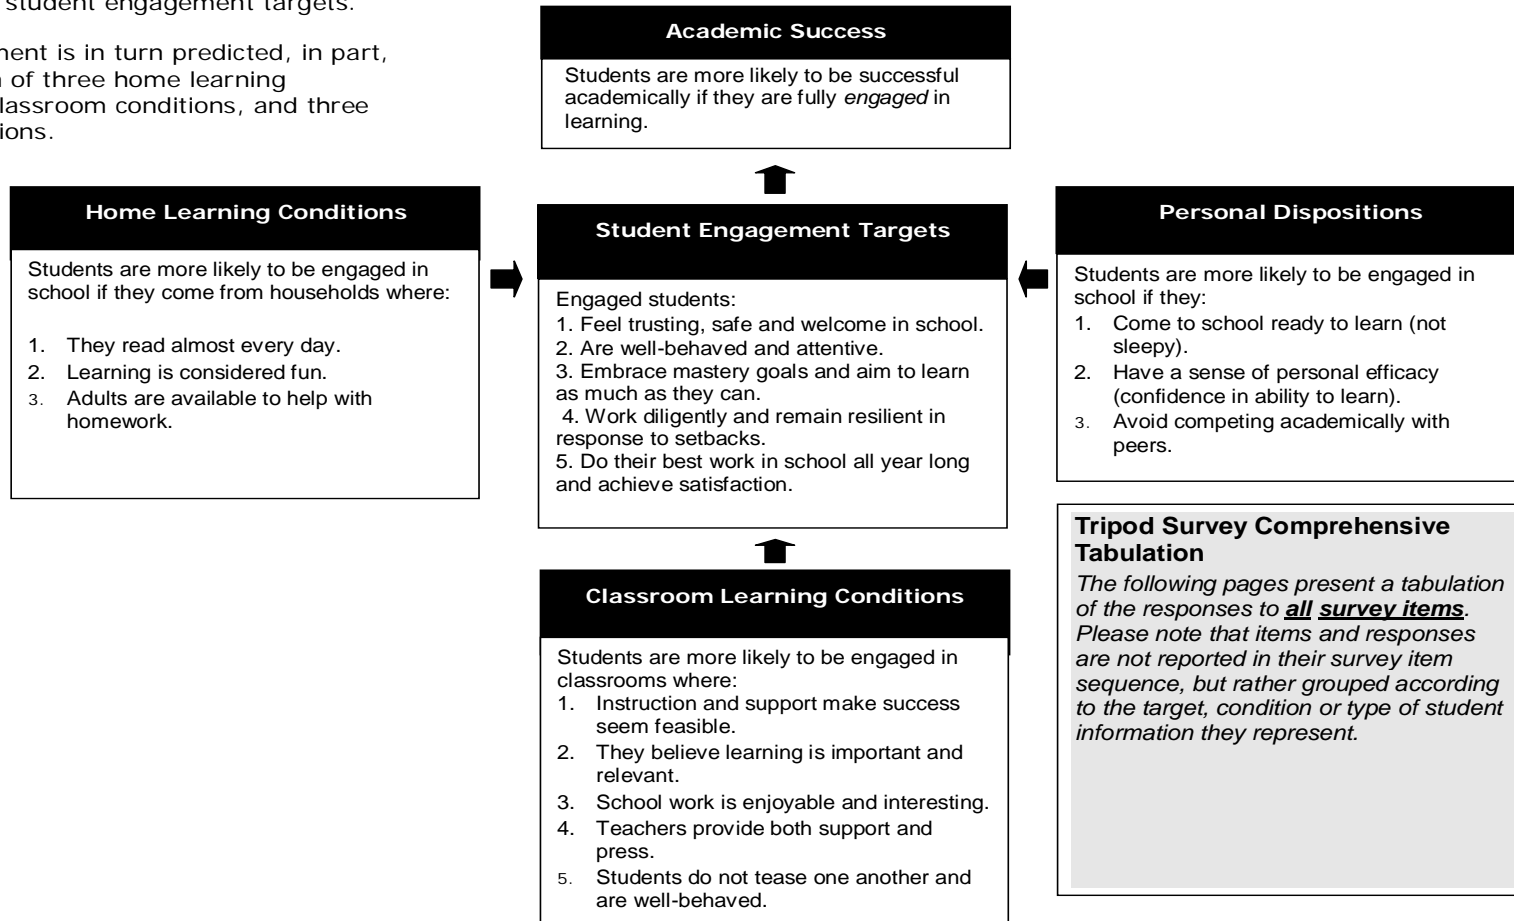 student engagement targets.
ment is in turn predicted, in part,
of three home learning
lassroom conditions, and three
ions.
Academic Success
Students are more likely to be successful
academically if they are fully engaged in
learning.
Home Learning Conditions
Students are more likely to be engaged in
school if they come from households where:
1. They read almost every day.
2. Learning is considered fun.
3. Adults are available to help with
homework.
Student Engagement Targets
Engaged students:
1. Feel trusting, safe and welcome in school.
2. Are well-behaved and attentive.
3. Embrace mastery goals and aim to learn
as much as they can.
4. Work diligently and remain resilient in
response to setbacks.
5. Do their best work in school all year long
and achieve satisfaction.
Personal Dispositions
Students are more likely to be engaged in
school if they:
1. Come to school ready to learn (not
sleepy).
2. Have a sense of personal efficacy
(confidence in ability to learn).
3. Avoid competing academically with
peers.
Classroom Learning Conditions
Students are more likely to be engaged in
classrooms where:
1. Instruction and support make success
seem feasible.
2. They believe learning is important and
relevant.
3. School work is enjoyable and interesting.
4. Teachers provide both support and
press.
5. Students do not tease one another and
are well-behaved.
Tripod Survey Comprehensive
Tabulation
The following pages present a tabulation
of the responses to all survey items.
Please note that items and responses
are not reported in their survey item
sequence, but rather grouped according
to the target, condition or type of student
information they represent.